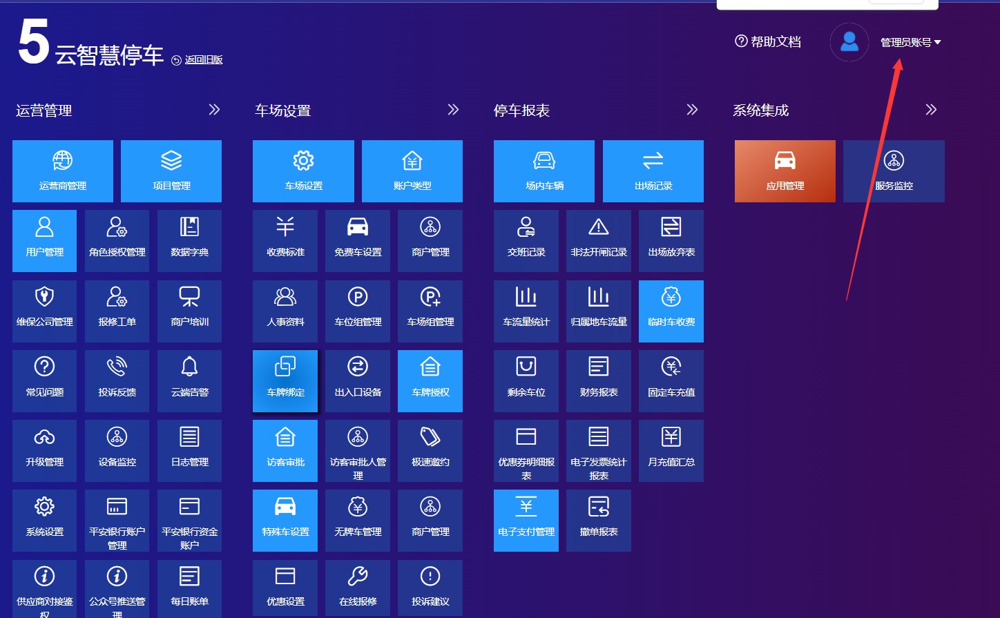 5云智慧停车 返回旧版
帮助文档
管理员账号
运营管理
车场设置
停车报表
系统集成
运营商管理
项目管理
车场设置
账户类型
场内车辆
出场记录
应用管理
服务监控
用户管理
角色授权管理
数据字典
收费标准
免费车设置
商户管理
交班记录
非法开闸记录
出场放弃表
维保公司管理
报修工单
商户培训
人事资料
车位组管理
车场组管理
车流量统计
归属地车流量
临时车收费
常见问题
投诉反馈
云端告警
车牌绑定
出入口设备
车牌授权
剩余车位
财务报表
固定车充值
升级管理
设备监控
日志管理
访客审批
访客审批人管
理
极速邀约
优惠券明细报
表
电子发票统计
报表
月充值汇总
系统设置
平安银行账户
管理
平安银行资金
账户
特殊车设置
无牌车管理
商户管理
电子支付管理
撤单报表
供应商对接鉴
权
公众号推送管
理
每日账单
优惠设置
在线报修
投诉建议